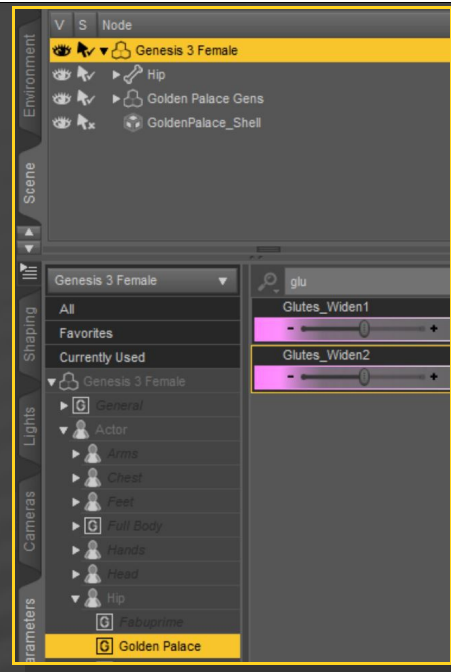 V S Node
Genesis 3 Female
Hip
Golden Palace Gens
GoldenPalace_Shell
Environment
Scene
Genesis 3 Female
glu
All
Favorites
Currently Used
Genesis 3 Female
G General
Actor
Arms
Chest
Feet
G Full Body
Hands
Head
Hip
G Fabuprime
G Golden Palace
Glutes_Widen1
- +
Glutes_Widen2
- +
Shaping
Lights
Cameras
arameters